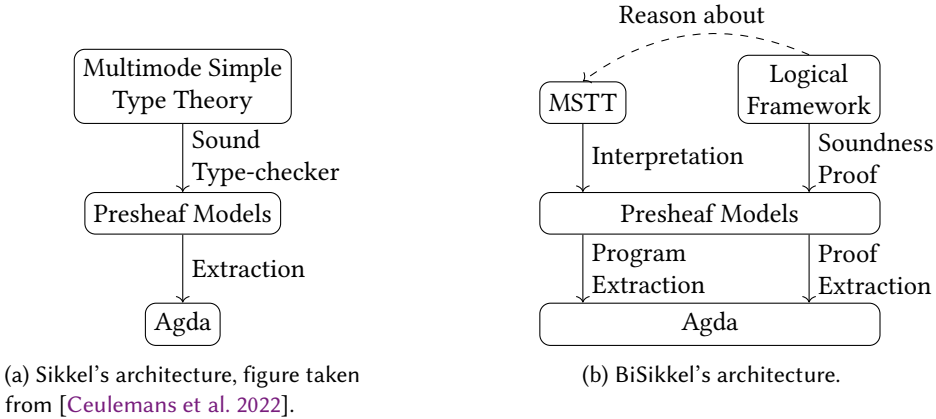 Multimode Simple
Type Theory
Sound
Type-checker
Presheaf Models
Extraction
Agda
(a) Sikkel's architecture, figure taken
from [Ceulemans et al. 2022].
Reason about
MSTT
Logical
Framework
Interpretation
Soundness
Proof
Presheaf Models
Program
Extraction
Proof
Extraction
Agda
(b) BiSikkel's architecture.